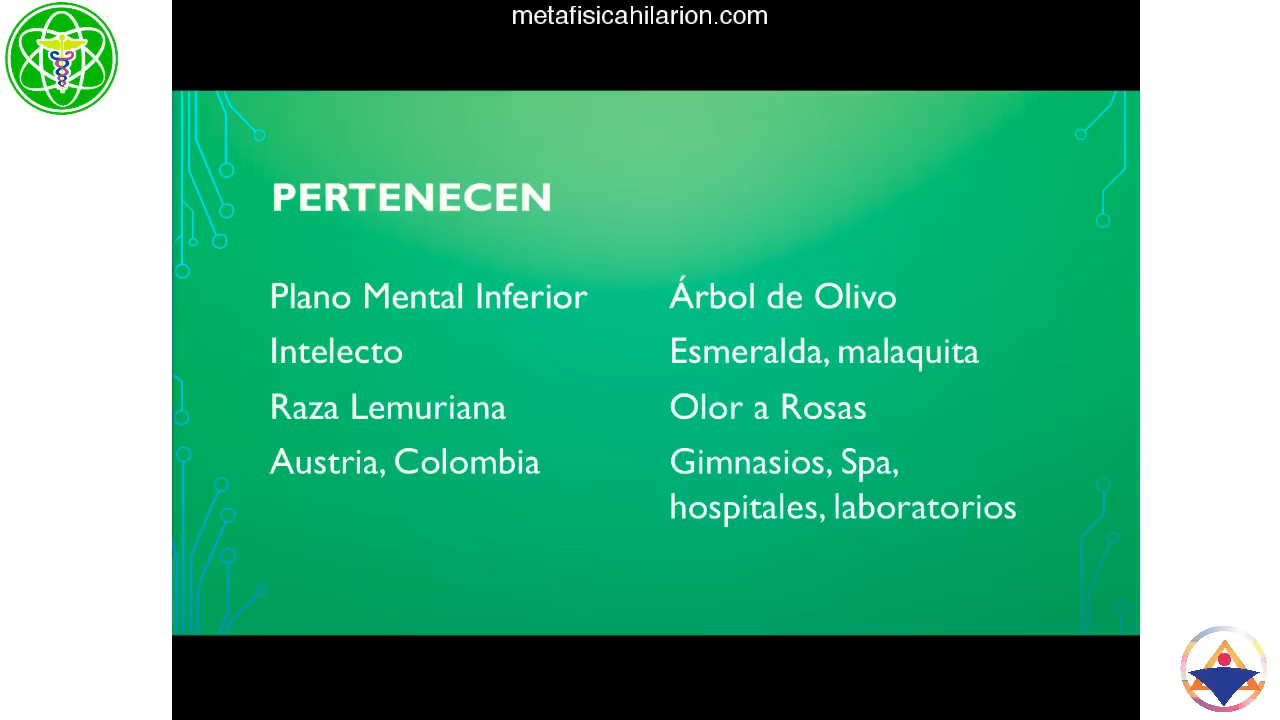 metafisicahilarion.com
PERTENECEN
Plano Mental Inferior
Intelecto
Raza Lemuriana
Austria, Colombia
Árbol de Olivo
Esmeralda, malaquita
Olor a Rosas
Gimnasios, Spa,
hospitales, laboratorios